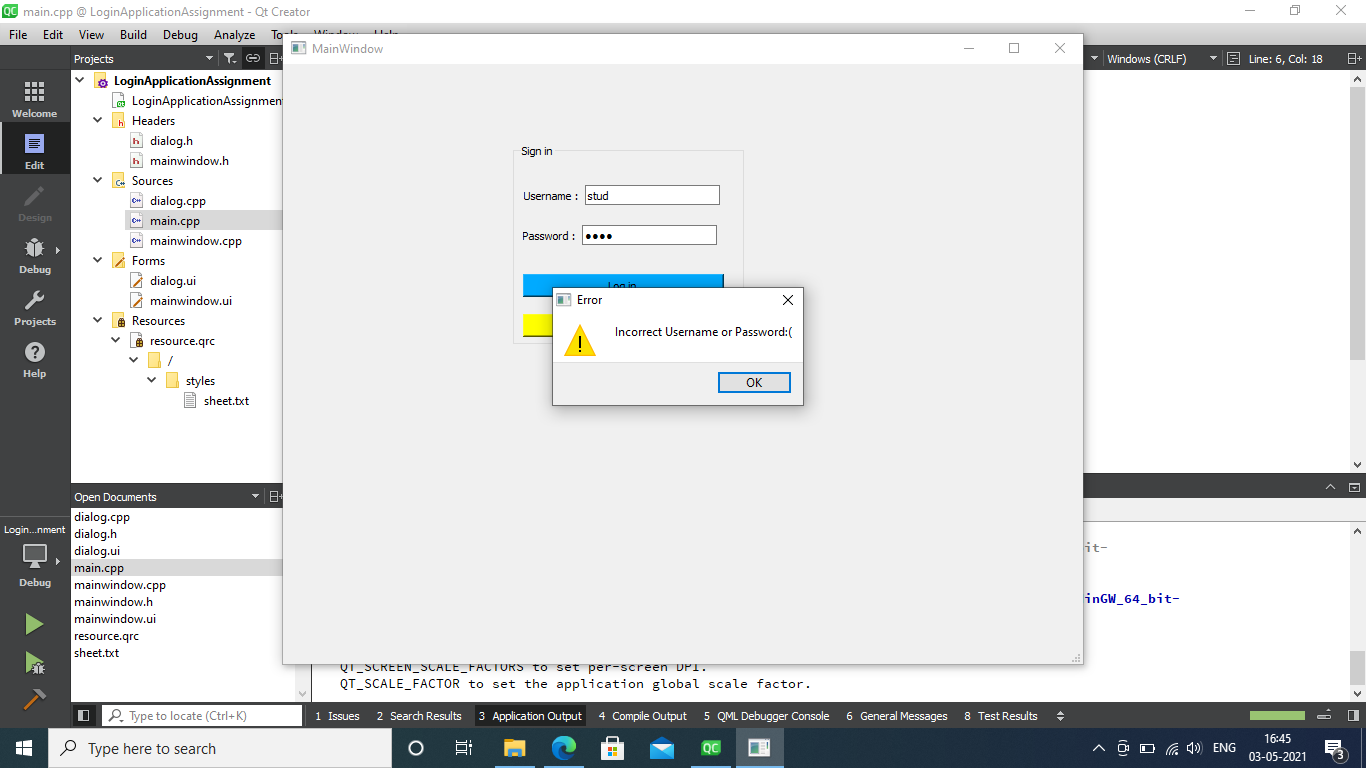 main.cpp @ LoginApplicationAssignment - Qt Creator
File Edit View Build Debug Analyze
MainWindow
Projects
Windows (CRLF)
Line: 6, Col: 18
Welcome
Edit
Design
Debug
Projects
Help
LoginApplicationAssignment
LoginApplicationAssignmen
Headers
dialog.h
mainwindow.h
Sources
dialog.cpp
main.cpp
mainwindow.cpp
Forms
dialog.ui
mainwindow.ui
Resources
resource.qrc
/
styles
sheet.txt
Sign in
Username : stud
Password : ●●●●
Log in
Error
Incorrect Username or Password:(
OK
Open Documents
dialog.cpp
dialog.h
dialog.ui
main.cpp
mainwindow.cpp
mainwindow.h
mainwindow.ui
resource.qrc
sheet.txt
Login...nment
Debug
it-
inGW_64_bit-
QT_SCREEN_SCALE_FACTORS to set per-screen DPI.
QT_SCALE_FACTOR to set the application global scale factor.
Type to locate (Ctrl+K)
1 Issues 2 Search Results 3 Application Output 4 Compile Output 5 QML Debugger Console 6 General Messages 8 Test Results
Type here to search
QC
ENG
16:45
03-05-2021
3